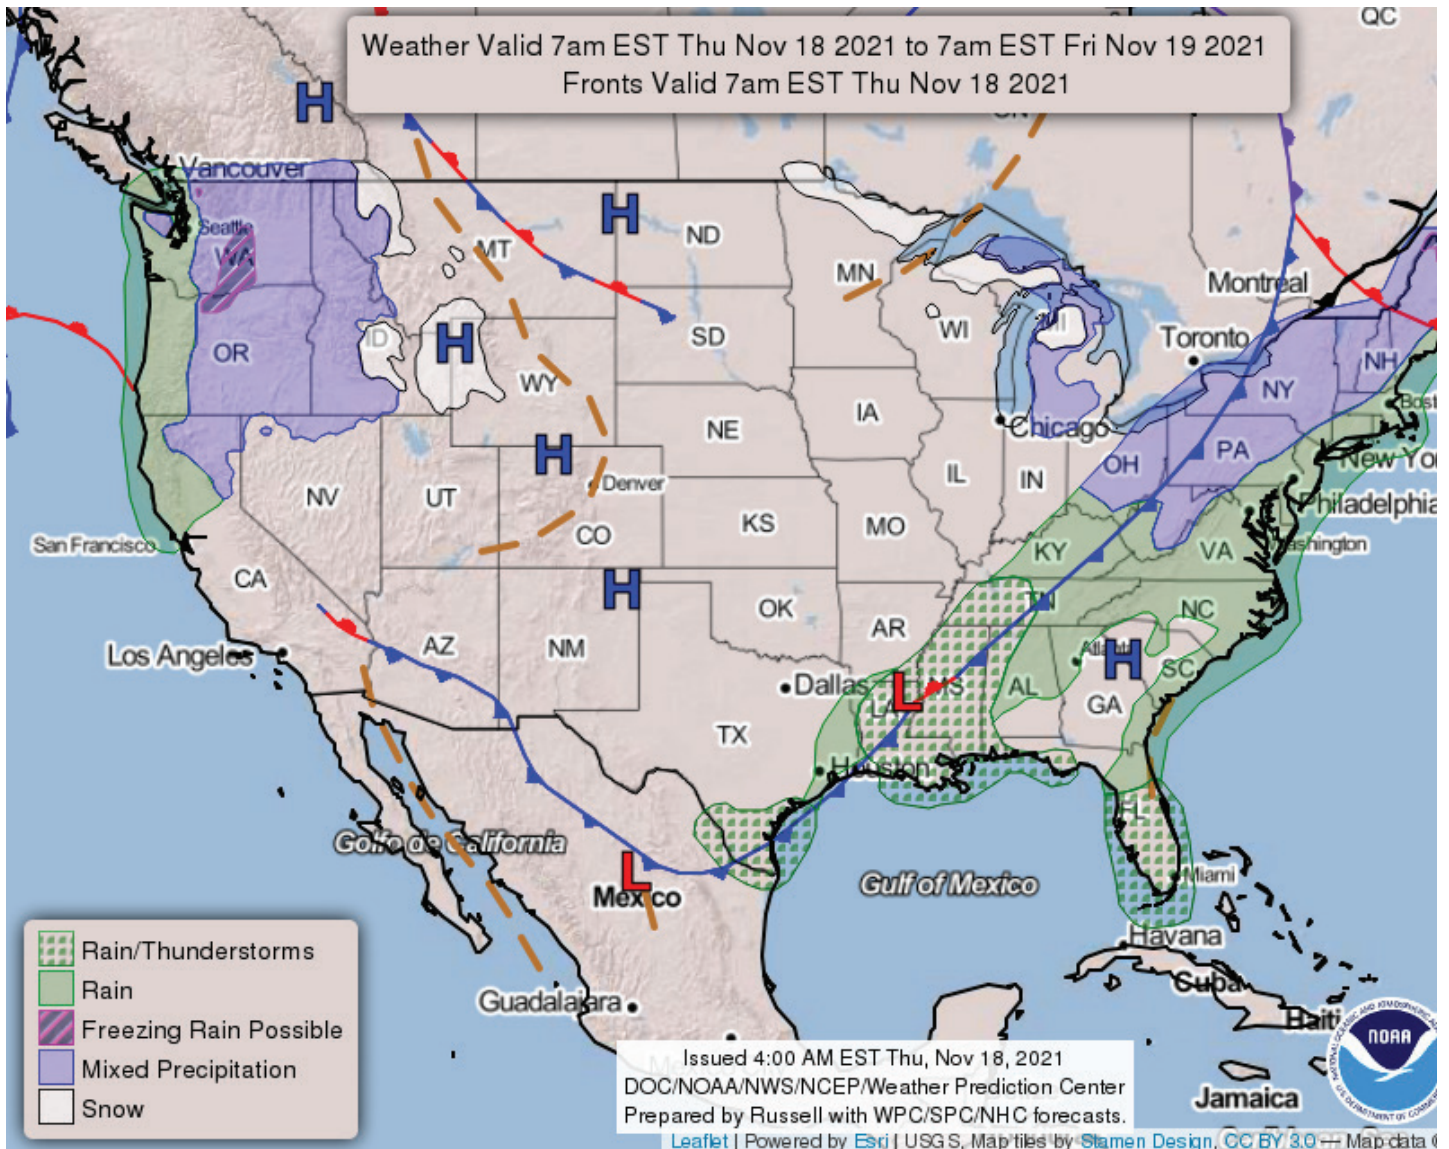 QC
Weather Valid 7am EST Thu Nov 18 2021 to 7am EST Fri Nov 19 2021
Fronts Valid 7am EST Thu Nov 18 2021
H
Vancouver
Seattle
WA
MT
H
ND
MN
Montreal
OR
ID
H
WY
SD
WI
MI
Toronto
NY
NH
NV
UT
H
Denver
CO
NE
IA
Chicago
IL
IN
OH
PA
New Yo
Philadelphia
San Francisco
CA
KS
MO
KY
VA
Los Angeles
AZ
NM
H
OK
AR
TN
NC
Atlanta
H
SC
Dallas
L
LA
MS
AL
GA
TX
Houston
FL
Miami
Golfo de California
L
Mexico
Gulf of Mexico
Havana
Cuba
Haiti
Guadalajara
Jamaica
Rain/Thunderstorms
Rain
Freezing Rain Possible
Mixed Precipitation
Snow
NOAA
Issued 4:00 AM EST Thu, Nov 18, 2021
DOC/NOAA/NWS/NCEP/Weather Prediction Center
Prepared by Russell with WPC/SPC/NHC forecasts.
Leaflet | Powered by Esri | USGS, Map tiles by Stamen Design, CC BY 3.0 — Map data ©